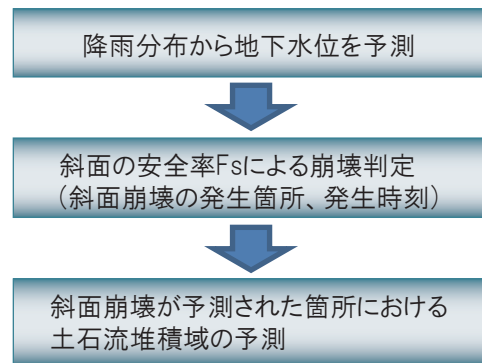 降雨分布から地下水位を予測
斜面の安全率Fsによる崩壊判定
（斜面崩壊の発生箇所、発生時刻）
斜面崩壊が予測された箇所における
土石流堆積域の予測